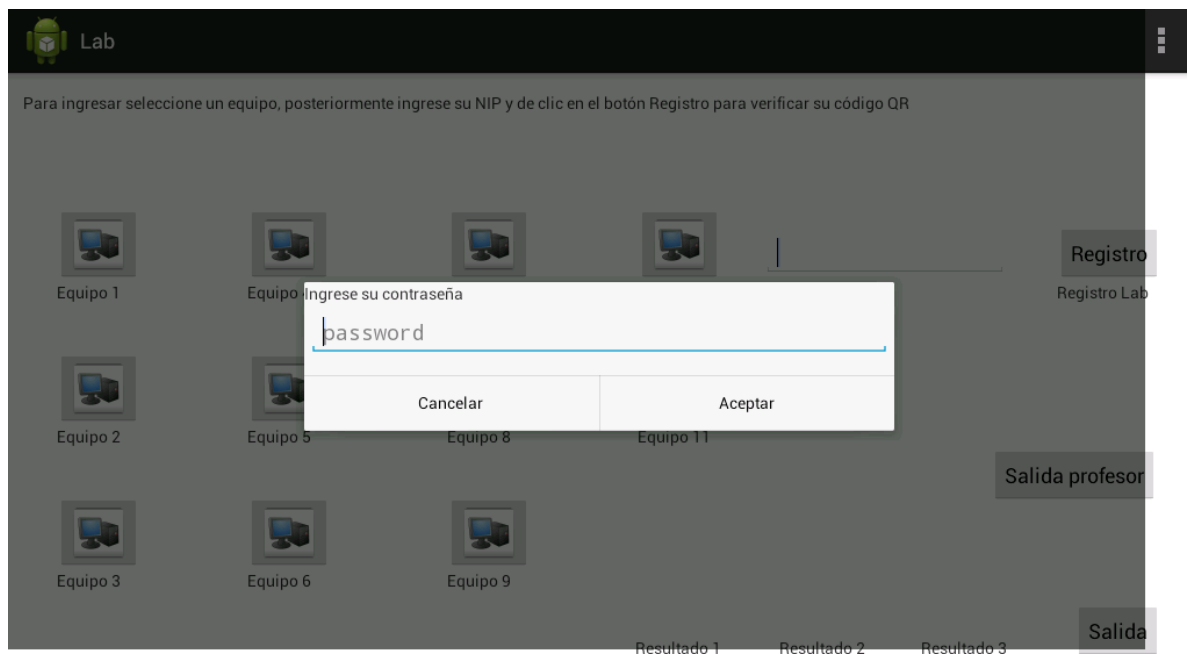 Lab
Para ingresar seleccione un equipo, posteriormente ingrese su NIP y de clic en el botón Registro para verificar su código QR
Registro
Equipo 1
Equipo
Registro Lab
Ingrese su contraseña
password
Cancelar
Aceptar
Equipo 2
Equipo 5
Equipo 8
Equipo 11
Salida profesor
Equipo 3
Equipo 6
Equipo 9
Salida
Resultado 1
Resultado 2
Resultado 3